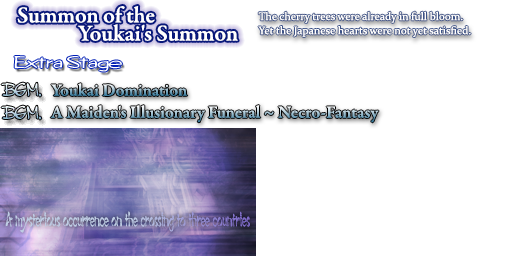 Summon of the
Youkai's Summon
The cherry trees were already in full bloom.
Yet the Japanese hearts were not yet satisfied.
Extra Stage
BGM. Youkai Domination
BGM. A Maiden's Illusionary Funeral ~ Necro-Fantasy
A mysterious occurrence on the crossing to three countries